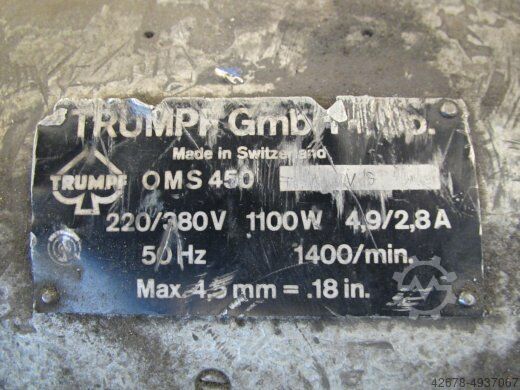 TRUMPF GmbH
Made in Switzerland
TRUMPF
OMS 450
220/380V 1100W 4,9/2,8 A
50 Hz 1400/min.
Max. 4,5 mm = .18 in.
42678-4937067